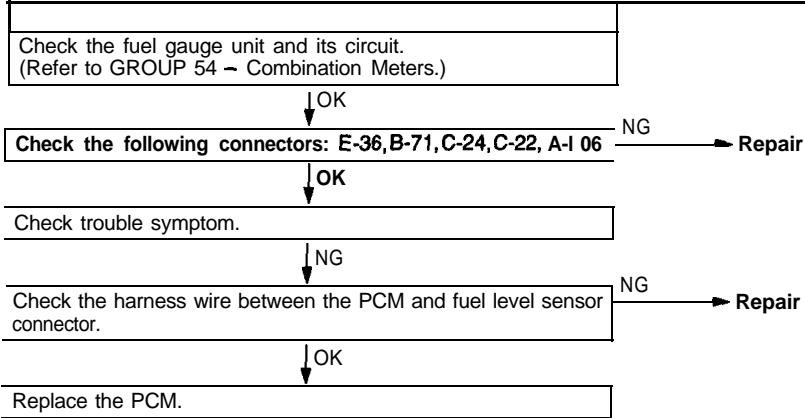 Check the fuel gauge unit and its circuit.
(Refer to GROUP 54 – Combination Meters.)
OK
Check the following connectors: E-36, B-71, C-24, C-22, A-I 06
NG
Repair
OK
Check trouble symptom.
NG
Check the harness wire between the PCM and fuel level sensor
connector.
NG
Repair
OK
Replace the PCM.